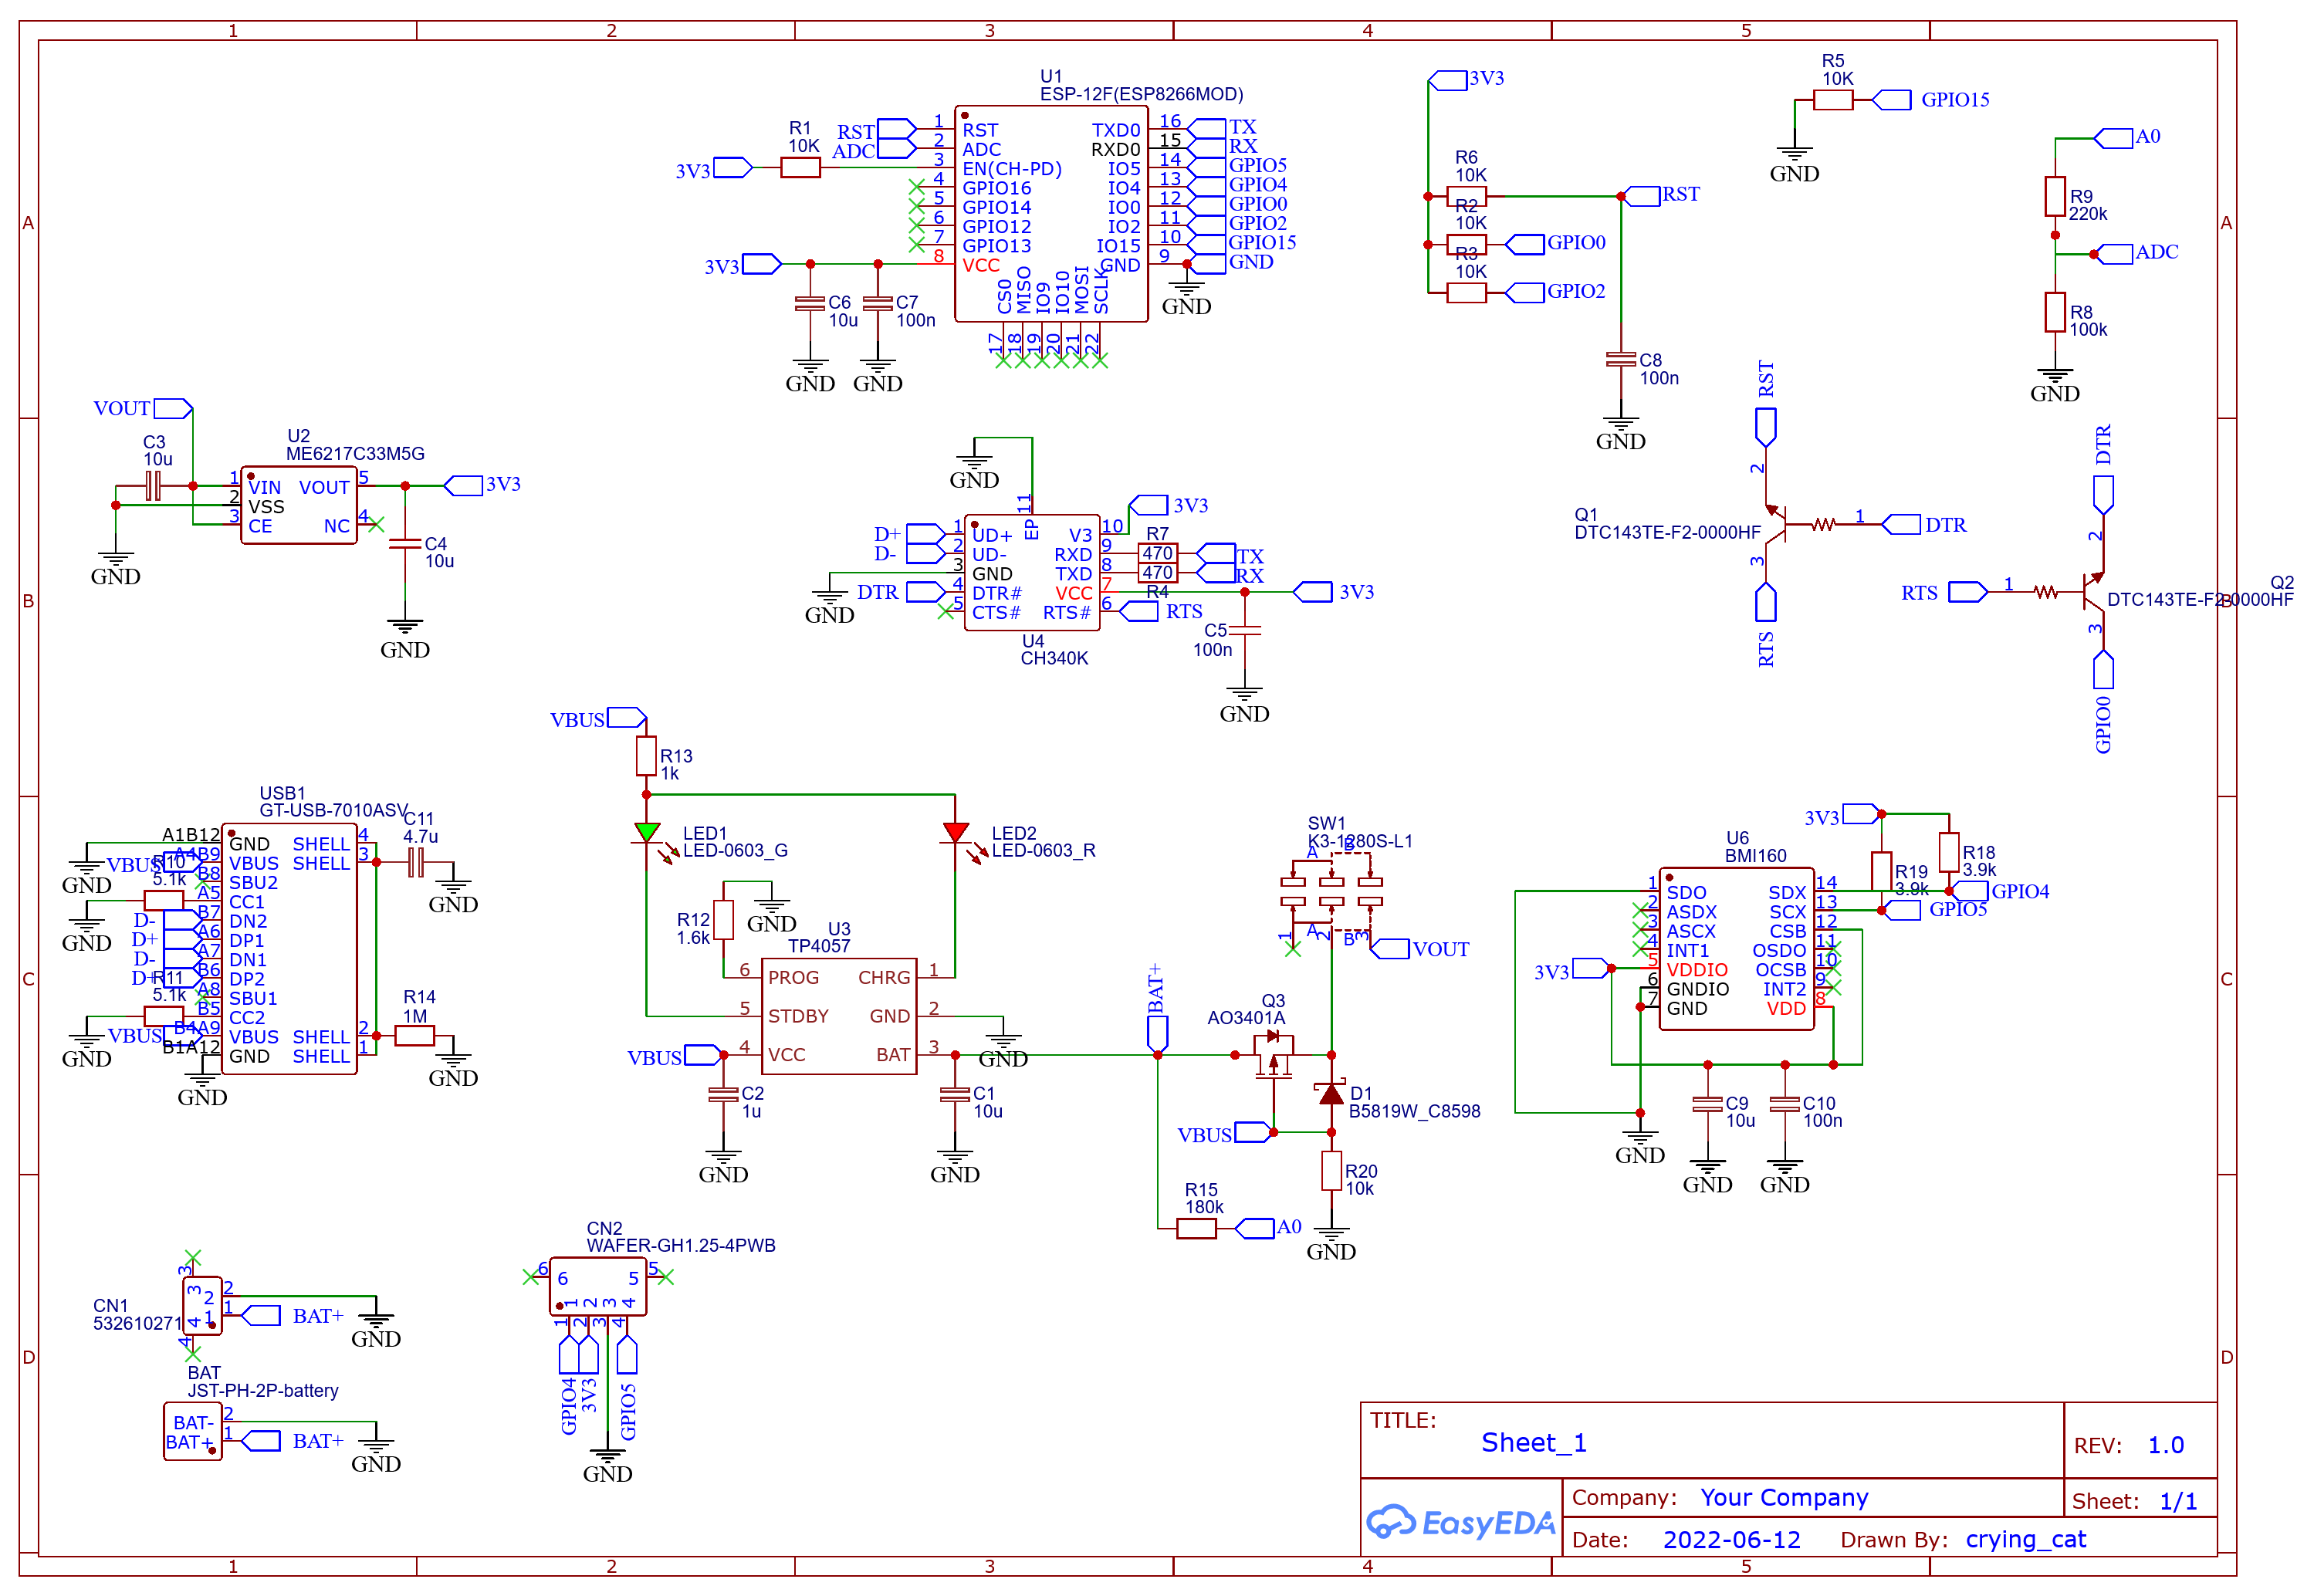 1 2 3 4 5
A
B
C
D
A
B
C
D
1 2 3 4 5
U1
ESP-12F(ESP8266MOD)
RST 1 RST
ADC 2 ADC
3V3 R1 10K 3 EN(CH-PD)
4 GPIO16
5 GPIO14
6 GPIO12
7 GPIO13
3V3 8 VCC
TXD0 16 TX
RXD0 15 RX
IO5 14 GPIO5
IO4 13 GPIO4
IO0 12 GPIO0
IO2 11 GPIO2
IO15 10 GPIO15
GND 9 GND
GND
CS0 MISO IO9 IO10 MOSI SCLK
17 18 19 20 21 22
C6
10u
GND
C7
100n
GND
3V3
R6
10K
RST
R2
10K
GPIO0
R3
10K
GPIO2
C8
100n
GND
R5
10K
GPIO15
GND
A0
R9
220k
ADC
R8
100k
GND
VOUT
C3
10u
GND
U2
ME6217C33M5G
1 VIN
2 VSS
3 CE
VOUT 5 3V3
NC 4
C4
10u
GND
GND
11 EP
D+ 1 UD+
D- 2 UD-
GND 3 GND
DTR 4 DTR#
5 CTS#
V3 10 3V3
RXD 9 R7 470 TX
TXD 8 470 RX
VCC 7 R4 3V3
RTS# 6 RTS
U4
CH340K
C5
100n
GND
RST
2
Q1
DTC143TE-F2-0000HF
1 DTR
3
RTS
DTR
2
RTS 1
Q2
DTC143TE-F2-0000HF
3
GPIO0
USB1
GT-USB-7010ASV
GND A1B12 GND
VBUS A4B9 VBUS
B8 SBU2
R10
5.1k
GND A5 CC1
D- B7 DN2
D+ A6 DP1
D- A7 DN1
D+ B6 DP2
A8 SBU1
R11
5.1k
GND B5 CC2
VBUS B4A9 VBUS
B1A12 GND
GND
SHELL 4
SHELL 3
SHELL 2
SHELL 1
C11
4.7u
GND
R14
1M
GND
VBUS
R13
1k
LED1
LED-0603_G
LED2
LED-0603_R
R12
1.6k
GND
U3
TP4057
6 PROG
5 STDBY
VBUS 4 VCC
CHRG 1
GND 2 GND
BAT 3
C2
1u
GND
C1
10u
GND
BAT+
Q3
AO3401A
VBUS
D1
B5819W_C8598
R20
10k
GND
R15
180k
A0
SW1
K3-1280S-L1
A B
A B
1 2 3
VOUT
U6
BMI160
1 SDO
2 ASDX
3 ASCX
4 INT1
3V3 5 VDDIO
6 GNDIO
7 GND
SDX 14 GPIO4
SCX 13 GPIO5
CSB 12
OSDO 11
OCSB 10
INT2 9
VDD 8
3V3
R19
3.9k
R18
3.9k
GND
C9
10u
GND
C10
100n
GND
CN1
532610271
3 3
2 2
1 1 BAT+
4 4
GND
BAT
JST-PH-2P-battery
BAT- 2
BAT+ 1 BAT+
GND
CN2
WAFER-GH1.25-4PWB
6 6 5 5
1 2 3 4
1 2 3 4
GPIO4 3V3 GPIO5
GND
TITLE:
Sheet_1
REV: 1.0
EasyEDA
Company: Your Company
Sheet: 1/1
Date: 2022-06-12 Drawn By: crying_cat